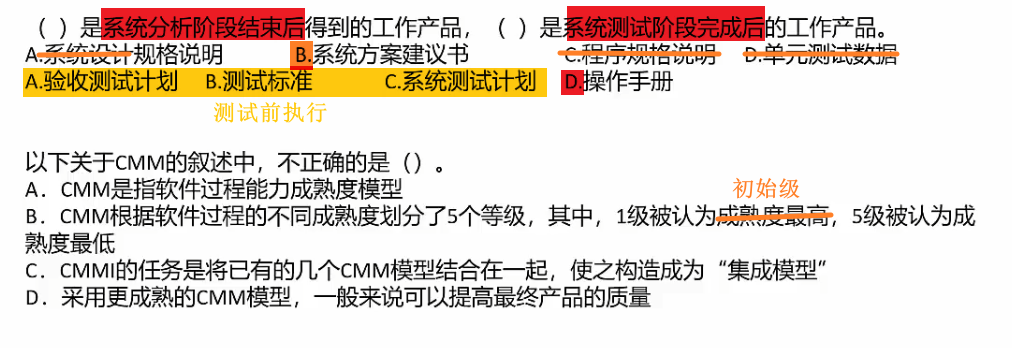 （ ）是系统分析阶段结束后得到的工作产品，（ ）是系统测试阶段完成后的工作产品。
A.系统设计规格说明 B.系统方案建议书 C.程序规格说明 D.单元测试数据
A.验收测试计划 B.测试标准 C.系统测试计划 D.操作手册
测试前执行
以下关于CMM的叙述中，不正确的是（）。
A．CMM是指软件过程能力成熟度模型
初始级
B．CMM根据软件过程的不同成熟度划分了5个等级，其中，1级被认为成熟度最高，5级被认为成
熟度最低
C．CMMI的任务是将已有的几个CMM模型结合在一起，使之构造成为“集成模型”
D．采用更成熟的CMM模型，一般来说可以提高最终产品的质量